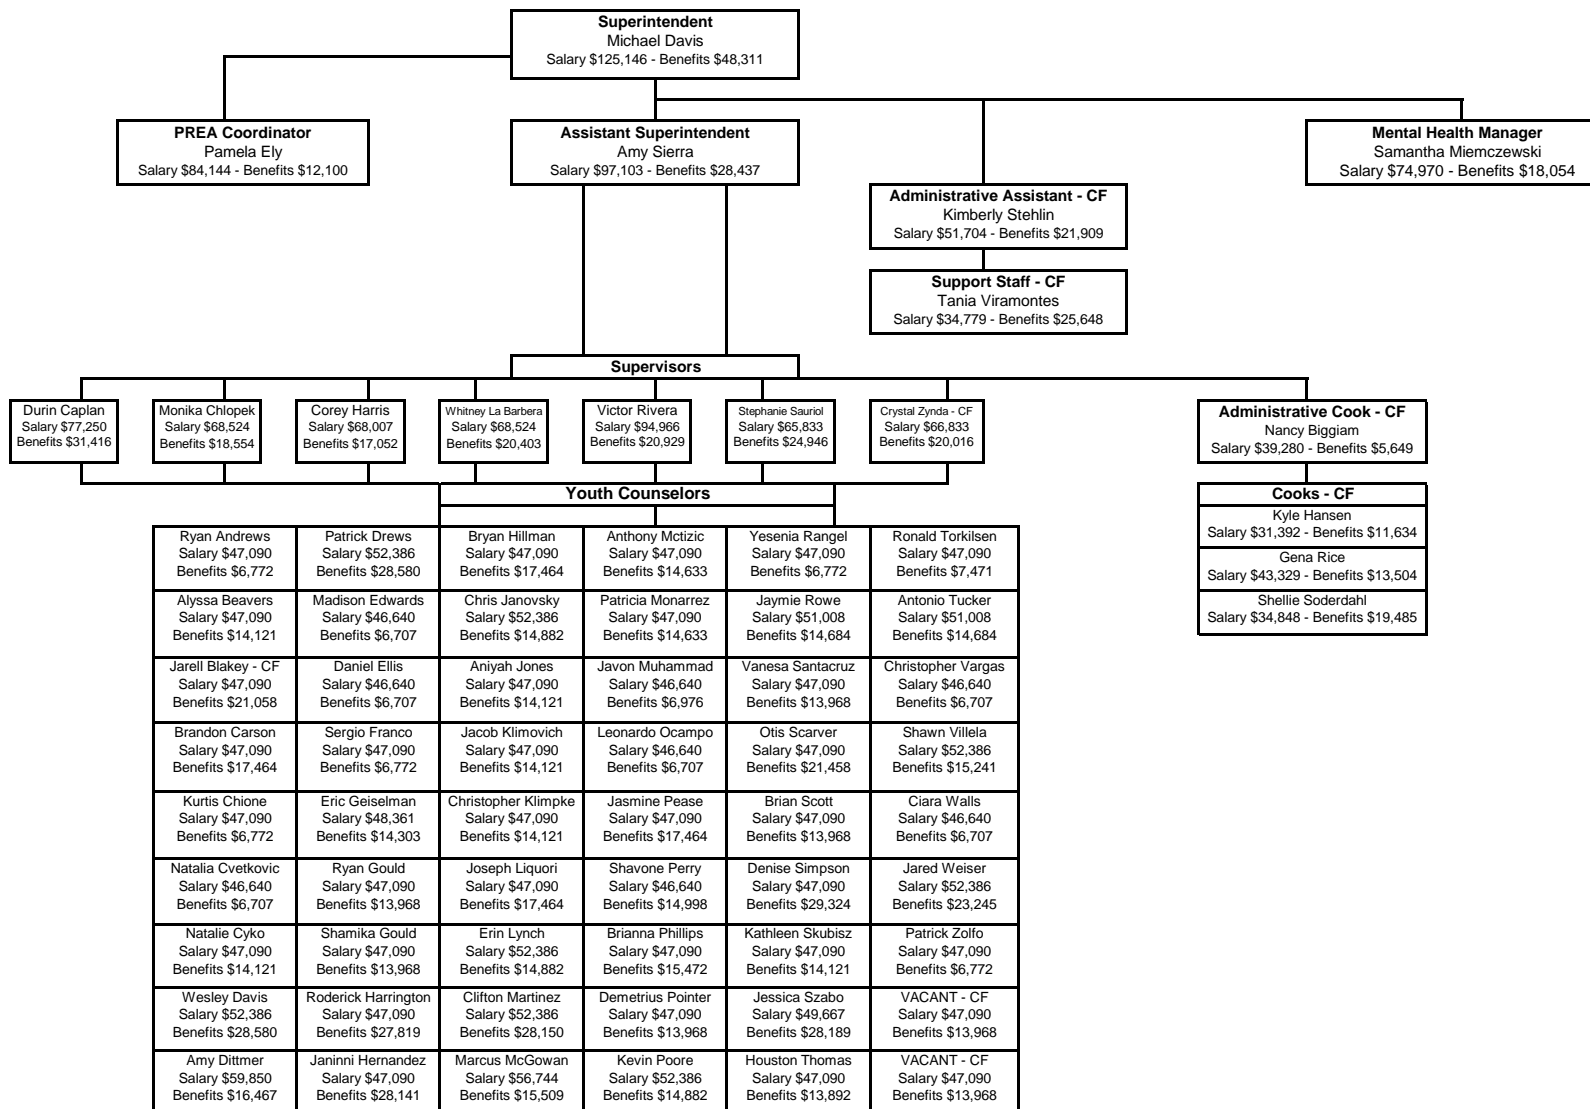 Superintendent
Michael Davis
Salary $125,146 - Benefits $48,311
PREA Coordinator
Pamela Ely
Salary $84,144 - Benefits $12,100
Assistant Superintendent
Amy Sierra
Salary $97,103 - Benefits $28,437
Mental Health Manager
Samantha Miemczewski
Salary $74,970 - Benefits $18,054
Administrative Assistant - CF
Kimberly Stehlin
Salary $51,704 - Benefits $21,909
Support Staff - CF
Tania Viramontes
Salary $34,779 - Benefits $25,648
Supervisors
Durin Caplan
Salary $77,250
Benefits $31,416
Monika Chlopek
Salary $68,524
Benefits $18,554
Corey Harris
Salary $68,007
Benefits $17,052
Whitney La Barbera
Salary $68,524
Benefits $20,403
Victor Rivera
Salary $94,966
Benefits $20,929
Stephanie Sauriol
Salary $65,833
Benefits $24,946
Crystal Zynda - CF
Salary $66,833
Benefits $20,016
Administrative Cook - CF
Nancy Biggiam
Salary $39,280 - Benefits $5,649
Cooks - CF
Kyle Hansen
Salary $31,392 - Benefits $11,634
Gena Rice
Salary $43,329 - Benefits $13,504
Shellie Soderdahl
Salary $34,848 - Benefits $19,485
Youth Counselors
Ryan Andrews
Salary $47,090
Benefits $6,772
Patrick Drews
Salary $52,386
Benefits $28,580
Bryan Hillman
Salary $47,090
Benefits $17,464
Anthony Mctizic
Salary $47,090
Benefits $14,633
Yesenia Rangel
Salary $47,090
Benefits $6,772
Ronald Torkilsen
Salary $47,090
Benefits $7,471
Alyssa Beavers
Salary $47,090
Benefits $14,121
Madison Edwards
Salary $46,640
Benefits $6,707
Chris Janovsky
Salary $52,386
Benefits $14,882
Patricia Monarrez
Salary $47,090
Benefits $14,633
Jaymie Rowe
Salary $51,008
Benefits $14,684
Antonio Tucker
Salary $51,008
Benefits $14,684
Jarell Blakey - CF
Salary $47,090
Benefits $21,058
Daniel Ellis
Salary $46,640
Benefits $6,707
Aniyah Jones
Salary $47,090
Benefits $14,121
Javon Muhammad
Salary $46,640
Benefits $6,976
Vanesa Santacruz
Salary $47,090
Benefits $13,968
Christopher Vargas
Salary $46,640
Benefits $6,707
Brandon Carson
Salary $47,090
Benefits $17,464
Sergio Franco
Salary $47,090
Benefits $6,772
Jacob Klimovich
Salary $47,090
Benefits $14,121
Leonardo Ocampo
Salary $46,640
Benefits $6,707
Otis Scarver
Salary $47,090
Benefits $21,458
Shawn Villela
Salary $52,386
Benefits $15,241
Kurtis Chione
Salary $47,090
Benefits $6,772
Eric Geiselman
Salary $48,361
Benefits $14,303
Christopher Klimpke
Salary $47,090
Benefits $14,121
Jasmine Pease
Salary $47,090
Benefits $17,464
Brian Scott
Salary $47,090
Benefits $13,968
Ciara Walls
Salary $46,640
Benefits $6,707
Natalia Cvetkovic
Salary $46,640
Benefits $6,707
Ryan Gould
Salary $47,090
Benefits $13,968
Joseph Liquori
Salary $47,090
Benefits $17,464
Shavone Perry
Salary $46,640
Benefits $14,998
Denise Simpson
Salary $47,090
Benefits $29,324
Jared Weiser
Salary $52,386
Benefits $23,245
Natalie Cyko
Salary $47,090
Benefits $14,121
Shamika Gould
Salary $47,090
Benefits $13,968
Erin Lynch
Salary $52,386
Benefits $14,882
Brianna Phillips
Salary $47,090
Benefits $15,472
Kathleen Skubisz
Salary $47,090
Benefits $14,121
Patrick Zolfo
Salary $47,090
Benefits $6,772
Wesley Davis
Salary $52,386
Benefits $28,580
Roderick Harrington
Salary $47,090
Benefits $27,819
Clifton Martinez
Salary $52,386
Benefits $28,150
Demetrius Pointer
Salary $47,090
Benefits $13,968
Jessica Szabo
Salary $49,667
Benefits $28,189
VACANT - CF
Salary $47,090
Benefits $13,968
Amy Dittmer
Salary $59,850
Benefits $16,467
Janinni Hernandez
Salary $47,090
Benefits $28,141
Marcus McGowan
Salary $56,744
Benefits $15,509
Kevin Poore
Salary $52,386
Benefits $14,882
Houston Thomas
Salary $47,090
Benefits $13,892
VACANT - CF
Salary $47,090
Benefits $13,968